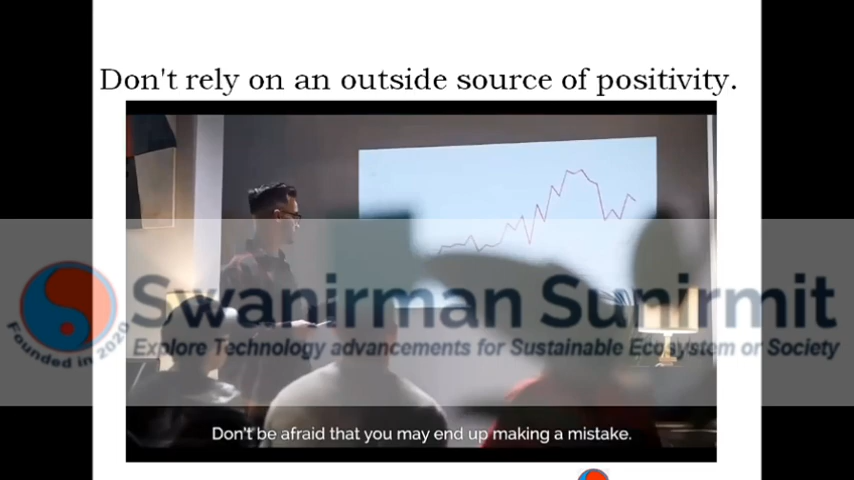 Don't rely on an outside source of positivity.
Swanirman Sunirmit
Explore Technology advancements for Sustainable Ecosystem or Society
Founded in 2020
Don't be afraid that you may end up making a mistake.